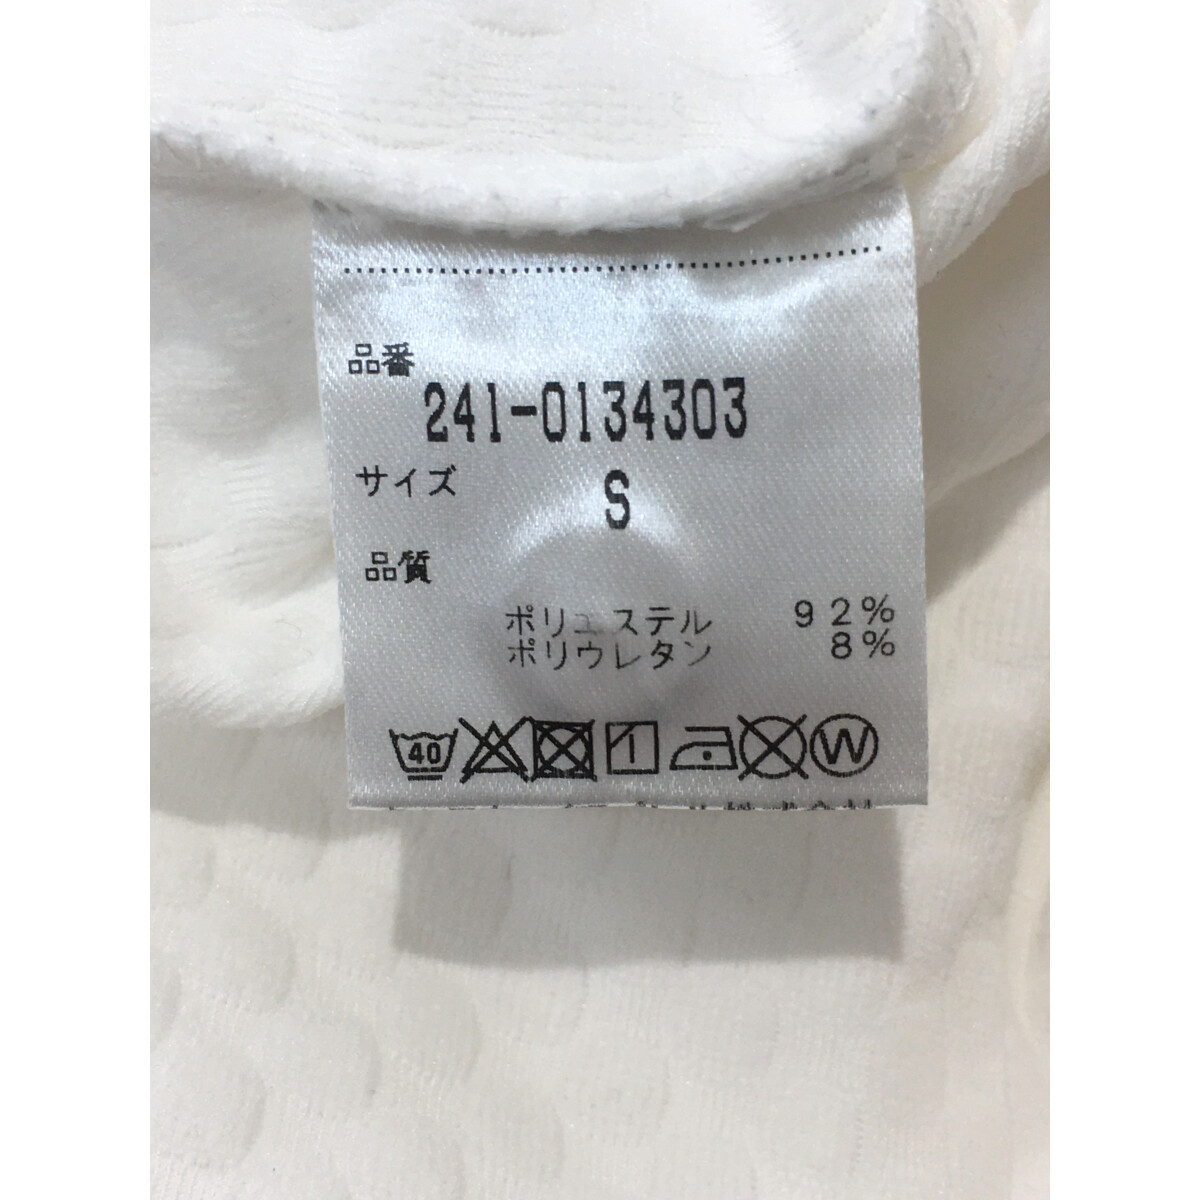 品番
241-0134303
サイズ S
品質
ポリエステル 92%
ポリウレタン 8%
40 W